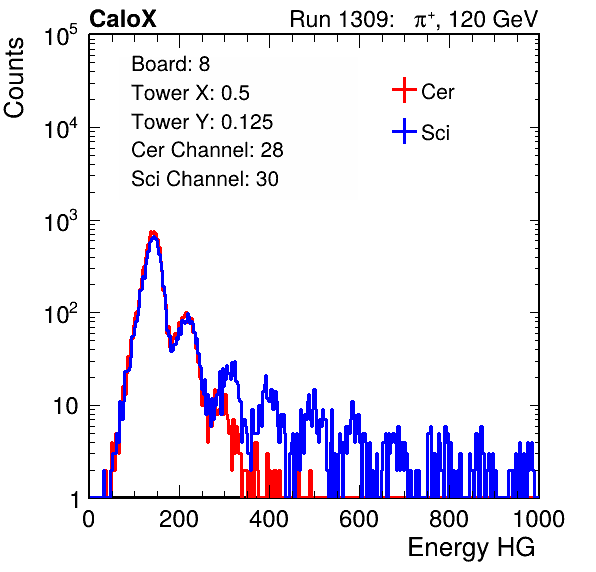 CaloX Run 1309: π⁺, 120 GeV
Counts
Board: 8
Tower X: 0.5
Tower Y: 0.125
Cer Channel: 28
Sci Channel: 30
Cer
Sci
10⁵
10⁴
10³
10²
10
1
0 200 400 600 800 1000
Energy HG